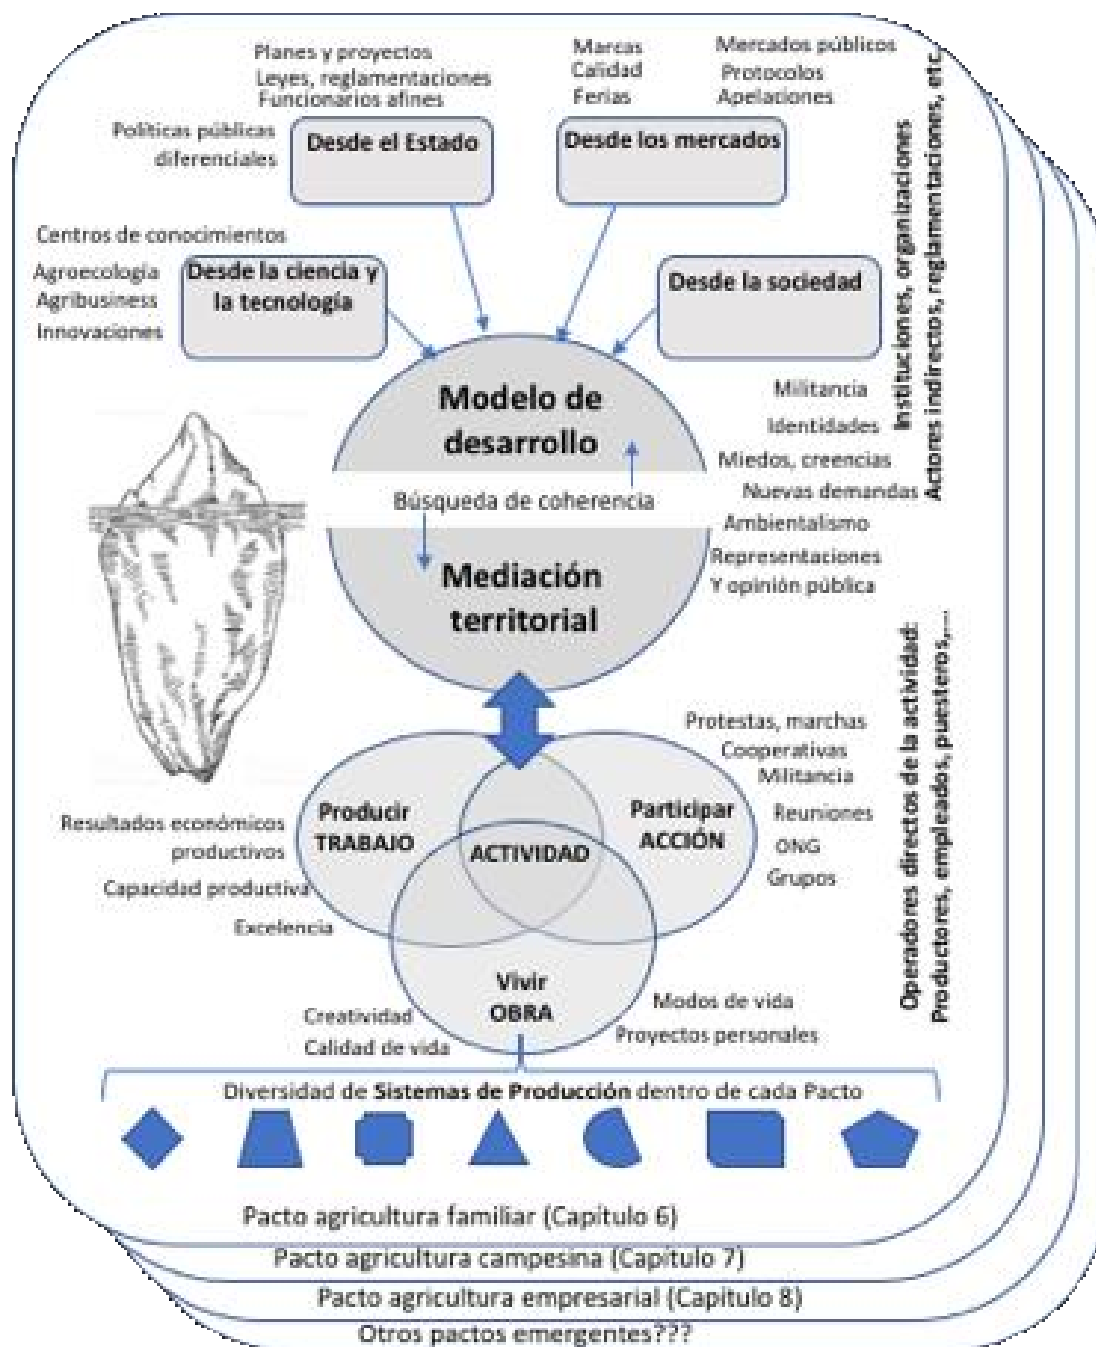 Planes y proyectos
Leyes, reglamentaciones
Funcionarios afines
Marcas
Calidad
Ferias
Mercados públicos
Protocolos
Apelaciones
Políticas públicas
diferenciales
Desde el Estado
Desde los mercados
Centros de conocimientos
Agroecología
Agribusiness
Innovaciones
Desde la ciencia y
la tecnología
Desde la sociedad
Instituciones, organizaciones
Actores indirectos, reglamentaciones, etc.
Modelo de
desarrollo
Búsqueda de coherencia
Mediación
territorial
Militancia
Identidades
Miedos, creencias
Nuevas demandas
Ambientalismo
Representaciones
Y opinión pública
Protestas, marchas
Cooperativas
Militancia
Reuniones
ONG
Grupos
Operadores directos de la actividad:
Productores, empleados, puesteros,...
Producir
TRABAJO
Participar
ACCIÓN
ACTIVIDAD
Resultados económicos
productivos
Capacidad productiva
Excelencia
Vivir
OBRA
Creatividad
Calidad de vida
Modos de vida
Proyectos personales
Diversidad de Sistemas de Producción dentro de cada Pacto
Pacto agricultura familiar (Capítulo 6)
Pacto agricultura campesina (Capítulo 7)
Pacto agricultura empresarial (Capítulo 8)
Otros pactos emergentes???